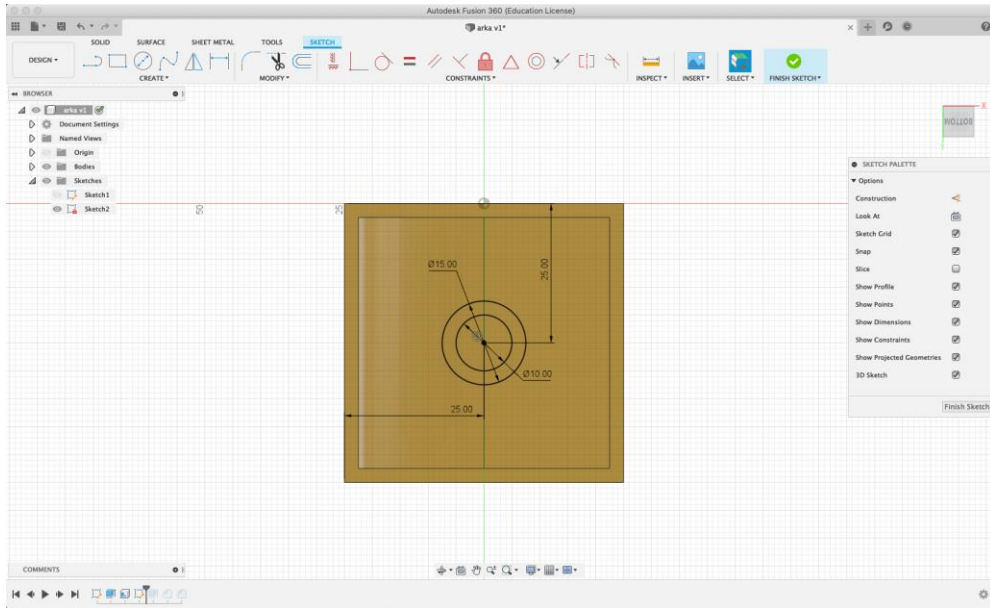 Autodesk Fusion 360 (Education License)
arka v1*
DESIGN
SOLID SURFACE SHEET METAL TOOLS SKETCH
CREATE MODIFY CONSTRAINTS INSPECT INSERT SELECT FINISH SKETCH
BROWSER
arka v1
Document Settings
Named Views
Origin
Bodies
Sketches
Sketch1
Sketch2
50
25
Ø15.00
25.00
Ø10.00
25.00
X
BOTTOM
SKETCH PALETTE
Options
Construction
Look At
Sketch Grid
Snap
Slice
Show Profile
Show Points
Show Dimensions
Show Constraints
Show Projected Geometries
3D Sketch
Finish Sketch
COMMENTS